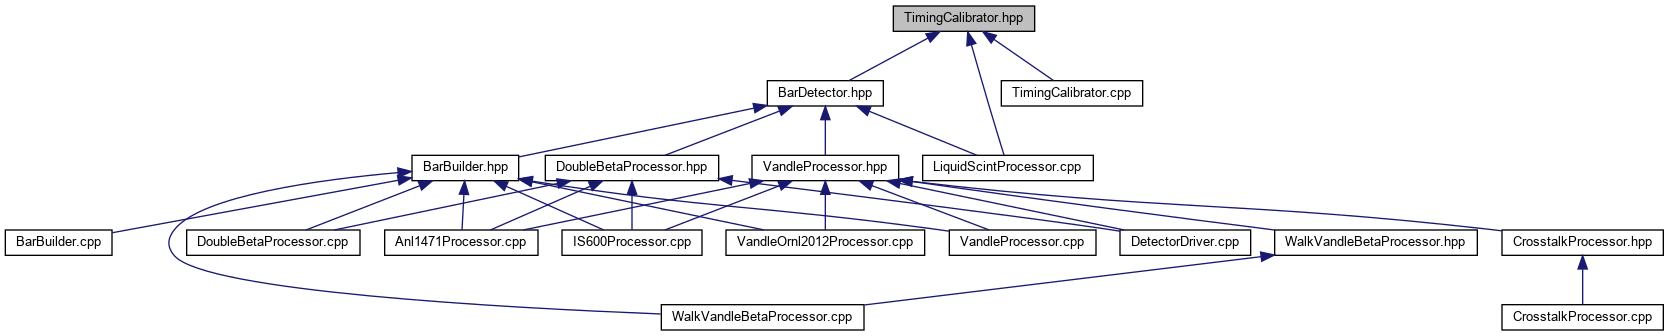 TimingCalibrator.hpp
BarDetector.hpp
TimingCalibrator.cpp
BarBuilder.hpp
DoubleBetaProcessor.hpp
VandleProcessor.hpp
LiquidScintProcessor.cpp
BarBuilder.cpp
DoubleBetaProcessor.cpp
Anl1471Processor.cpp
IS600Processor.cpp
VandleOrnl2012Processor.cpp
VandleProcessor.cpp
DetectorDriver.cpp
WalkVandleBetaProcessor.hpp
CrosstalkProcessor.hpp
WalkVandleBetaProcessor.cpp
CrosstalkProcessor.cpp